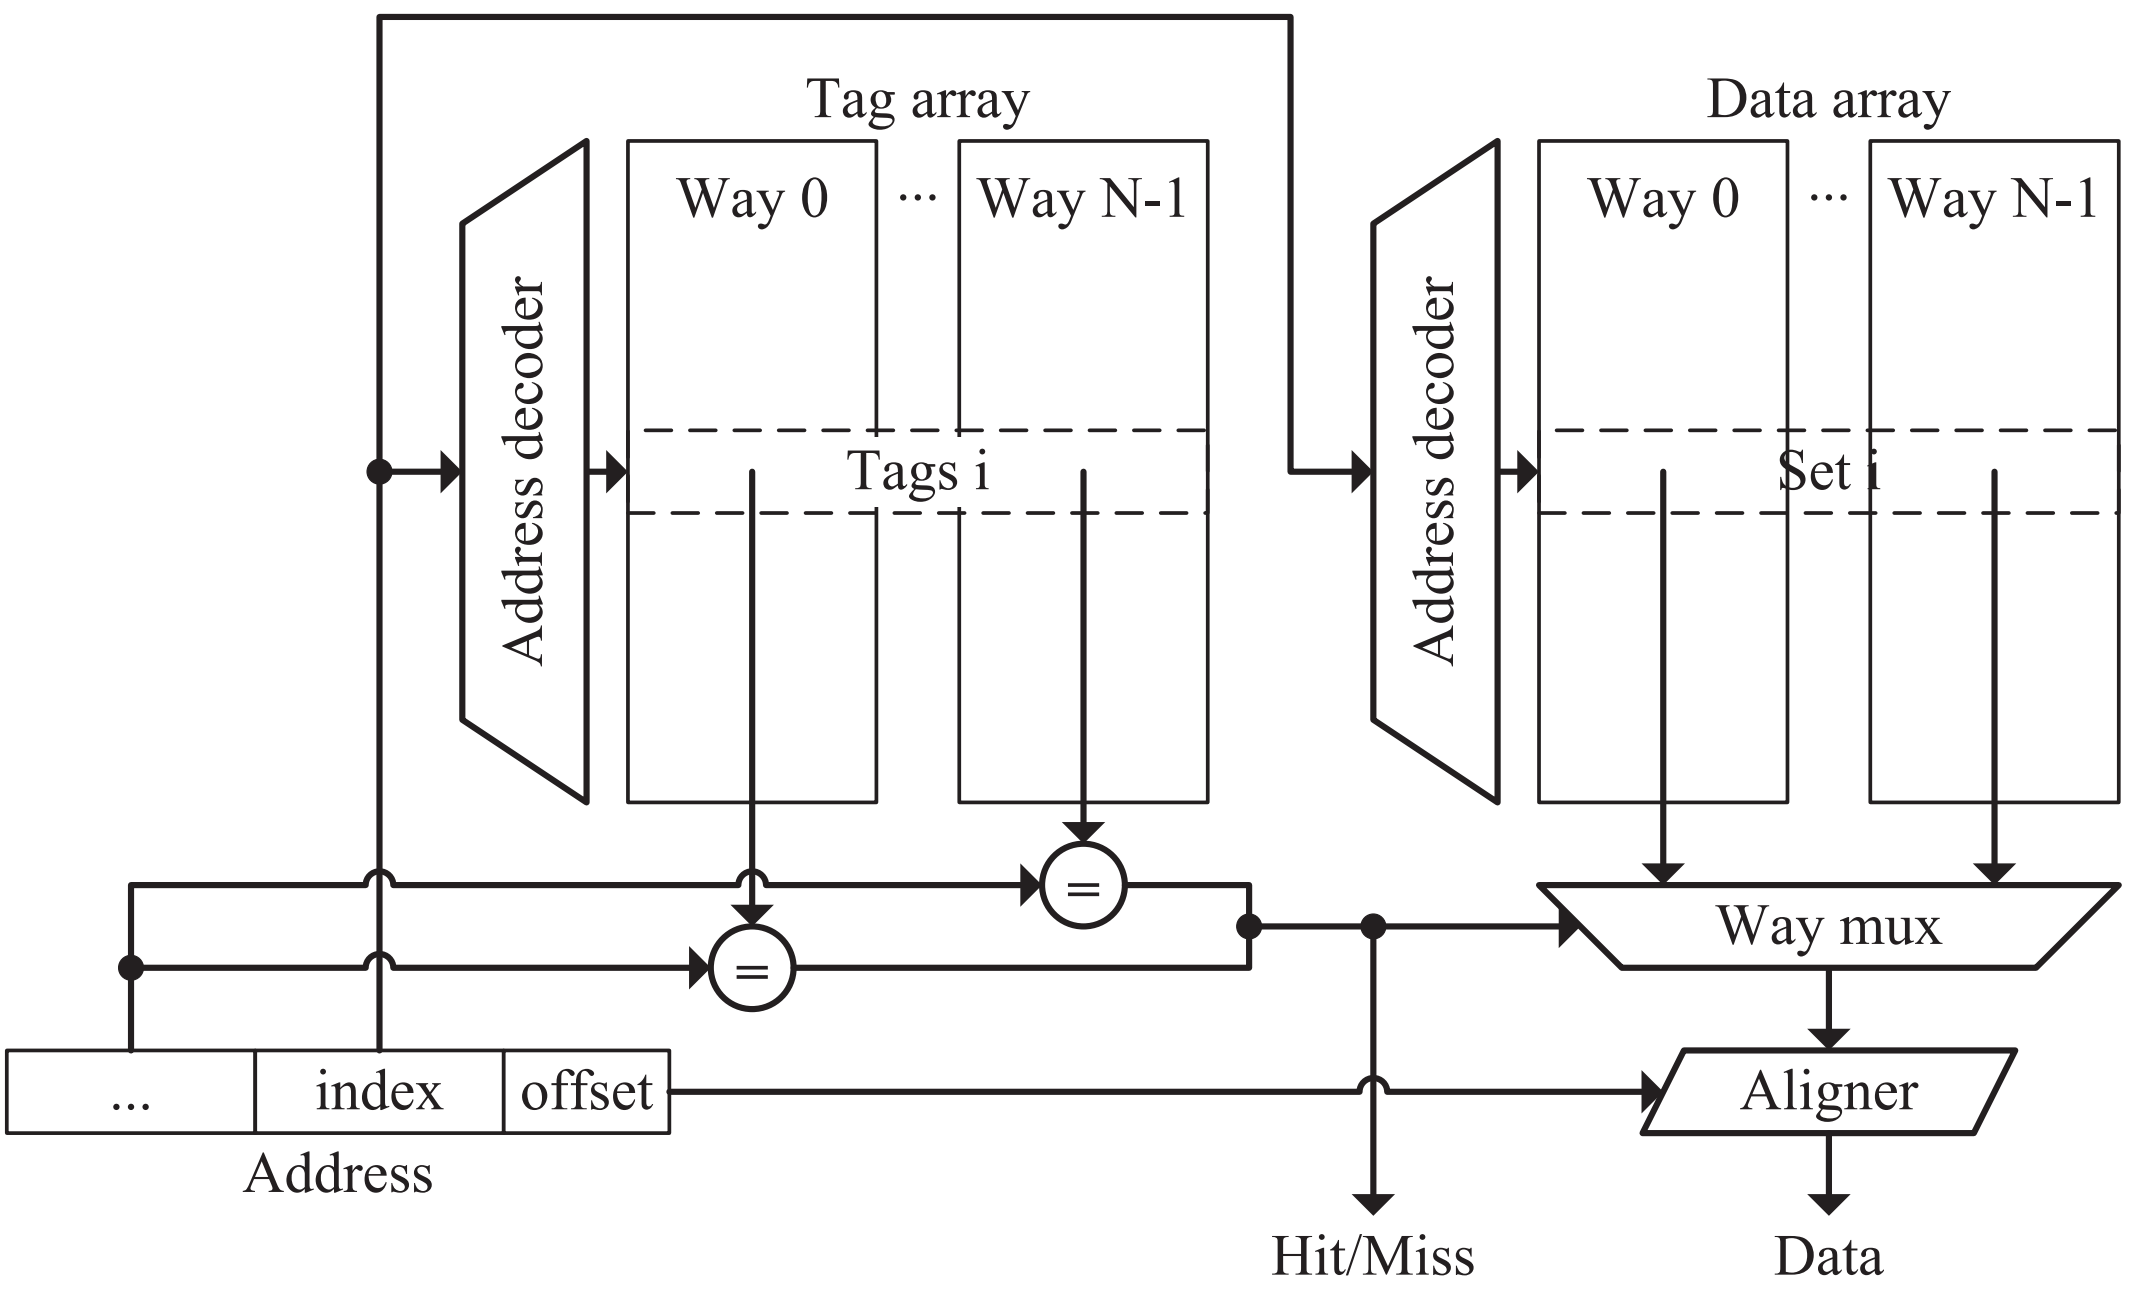 Tag array
Data array
Way 0 ... Way N-1
Way 0 ... Way N-1
Address decoder
Address decoder
Tags i
Set i
=
=
Way mux
... index offset
Aligner
Address
Hit/Miss
Data